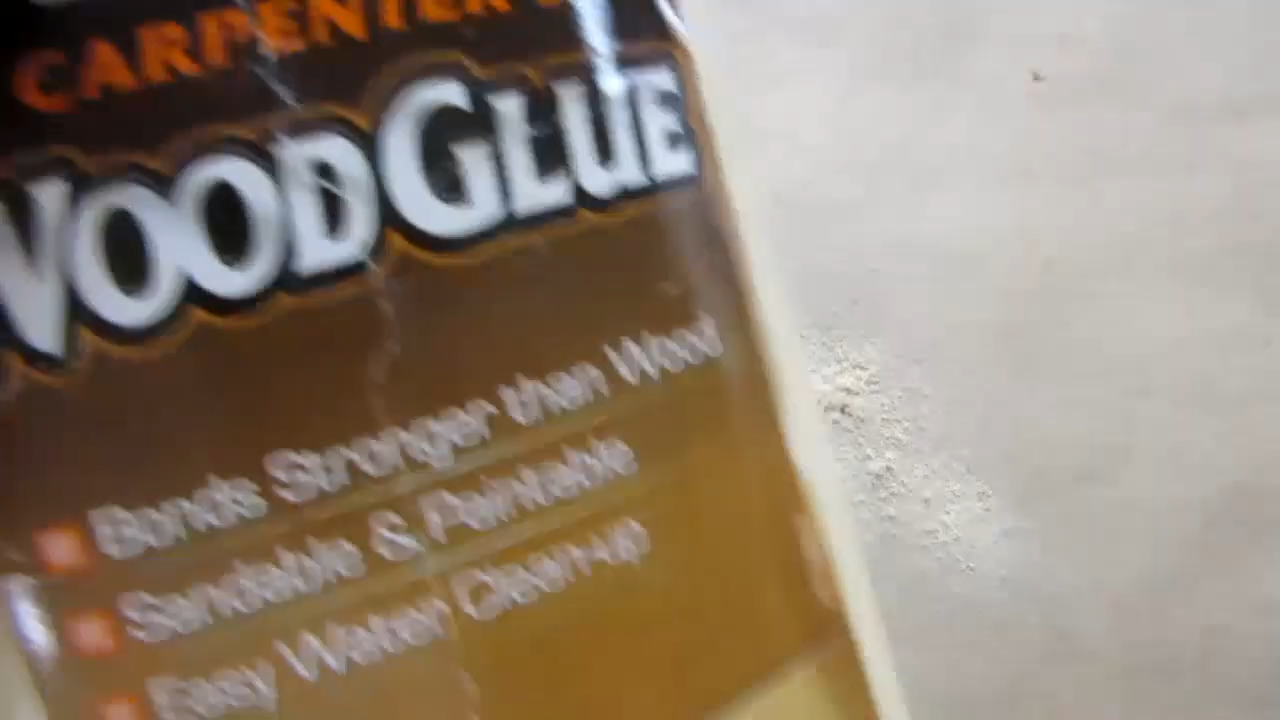 CARPENTER
WOOD GLUE
Bonds Stronger than Wood
Sandable & Paintable
Easy Water Clean-up